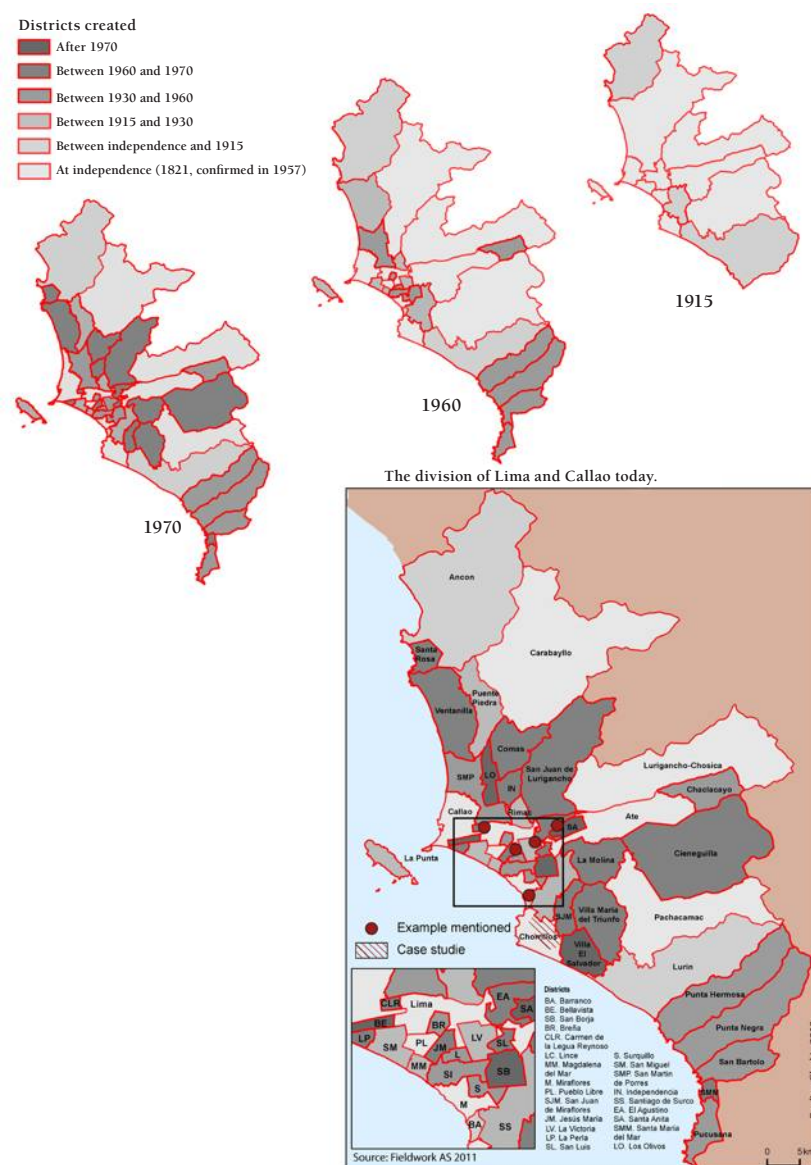 Districts created
After 1970
Between 1960 and 1970
Between 1930 and 1960
Between 1915 and 1930
Between independence and 1915
At independence (1821, confirmed in 1957)
1915
1960
1970
The division of Lima and Callao today.
Ancon
Carabayllo
Santa
Rosa
Puente
Piedra
Ventanilla
Comas
San Juan de
Lurigancho
Lurigancho-Chosica
SMP
LO
IN
Chaclacayo
Callao
Rimac
Ate
SA
La Punta
La Molina
Cieneguilla
SJM
Villa Maria
del Triunfo
Pachacamac
Example mentioned
Case studie
Chorrillos
Villa
El
Salvador
Lurin
Punta Hermosa
Punta Negra
San Bartolo
SMM
Pucusana
CLR
Lima
EA
SA
BE
BR
LP
SM
PL
JM
LV
SL
MM
L
SI
SB
S
M
BA
SS
Districts
BA. Barranco
BE. Bellavista
SB. San Borja
BR. Breña
CLR. Carmen de
la Legua Reynoso
LC. Lince
MM. Magdalena
del Mar
M. Miraflores
PL. Pueblo Libre
SJM. San Juan
de Miraflores
JM. Jesús María
LV. La Victoria
LP. La Perla
SL. San Luis
S. Surquillo
SM. San Miguel
SMP. San Martin
de Porres
IN. Independencia
SS. Santiago de Surco
EA. El Agustino
SA. Santa Anita
SMM. Santa María
del Mar
LO. Los Olivos
Source: Fieldwork AS 2011
0